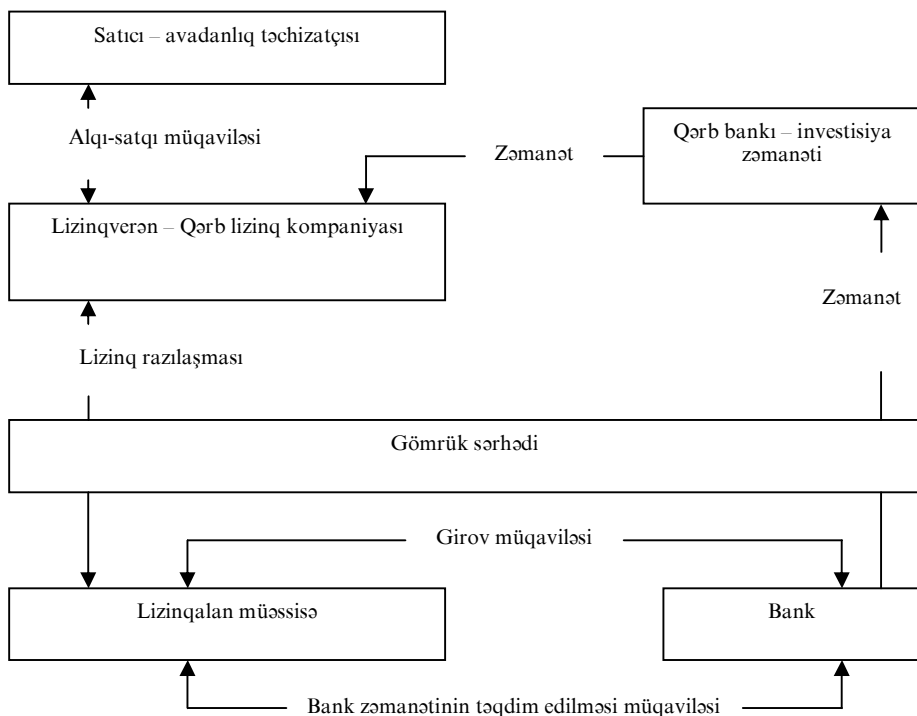 Satıcı – avadanlıq təchizatçısı
Alqı-satqı müqaviləsi
Zəmanət
Qərb bankı – investisiya
zəmanəti
Lizinqverən – Qərb lizinq kompaniyası
Zəmanət
Lizinq razılaşması
Gömrük sərhədi
Girov müqaviləsi
Lizinqalan müəssisə
Bank
Bank zəmanətinin təqdim edilməsi müqaviləsi